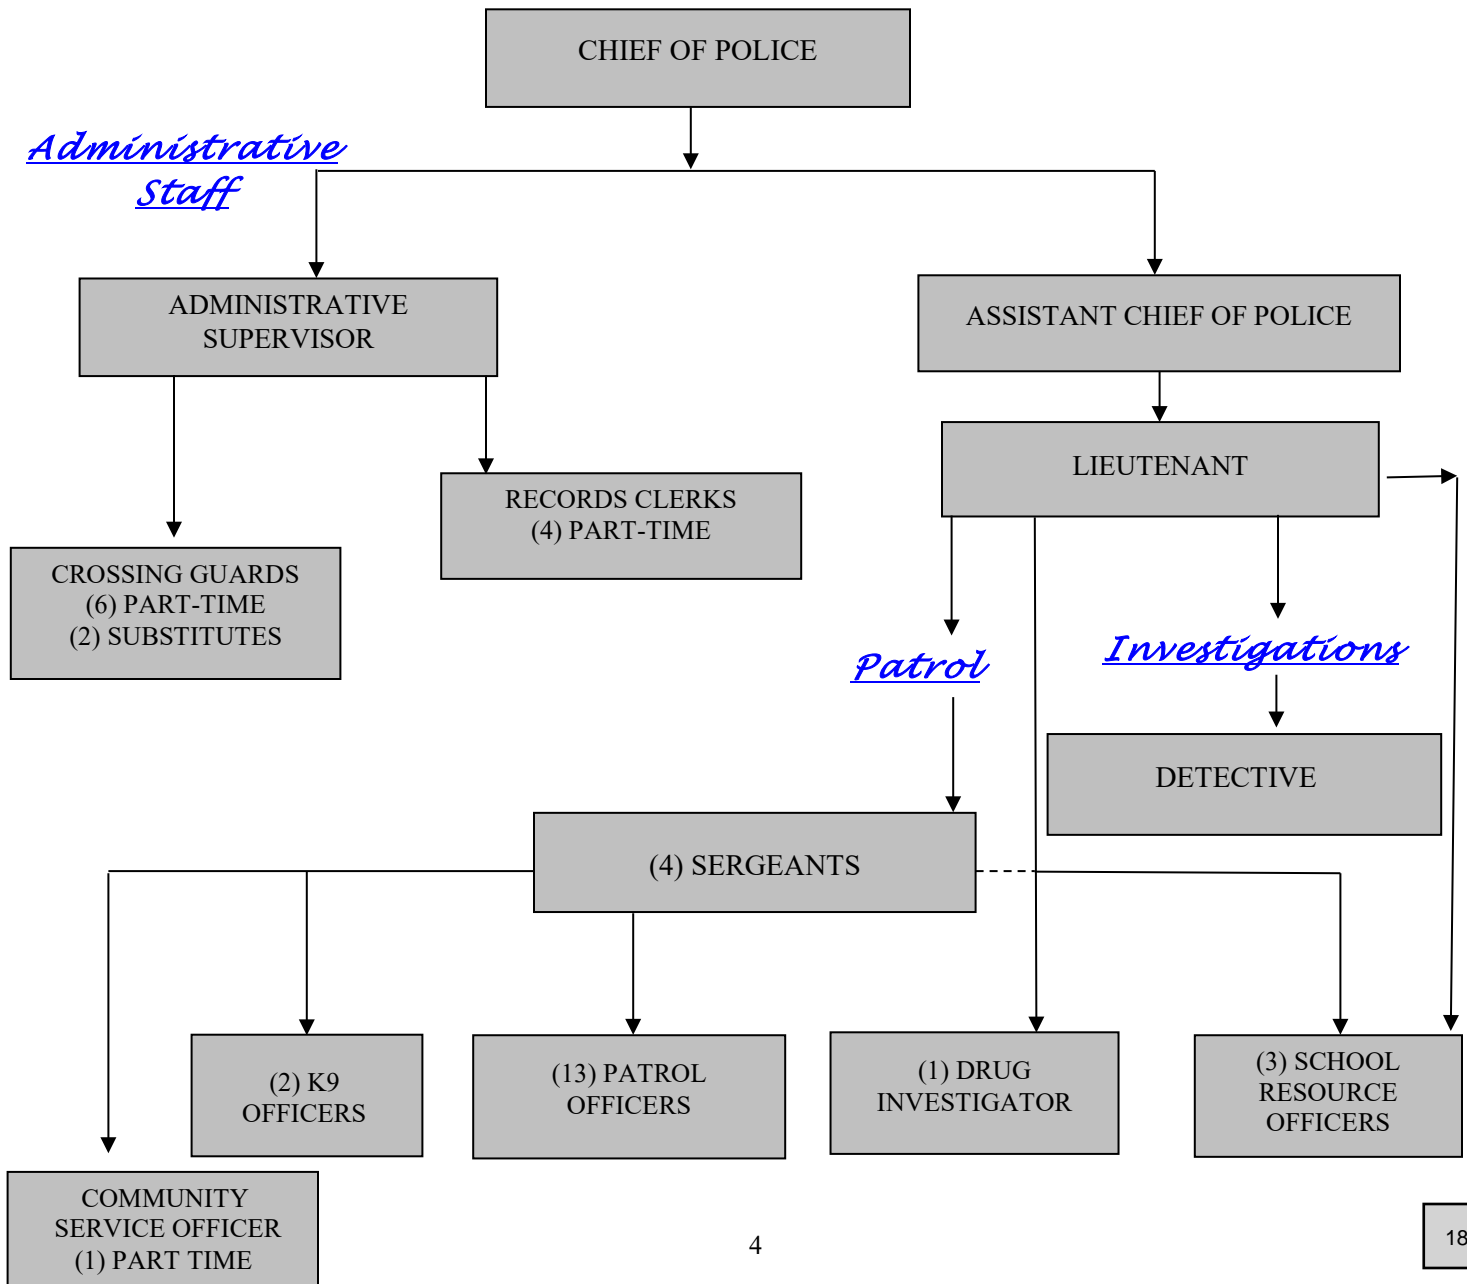 CHIEF OF POLICE
Administrative
Staff
ADMINISTRATIVE
SUPERVISOR
ASSISTANT CHIEF OF POLICE
LIEUTENANT
RECORDS CLERKS
(4) PART-TIME
CROSSING GUARDS
(6) PART-TIME
(2) SUBSTITUTES
Patrol
Investigations
DETECTIVE
(4) SERGEANTS
(2) K9
OFFICERS
(13) PATROL
OFFICERS
(1) DRUG
INVESTIGATOR
(3) SCHOOL
RESOURCE
OFFICERS
COMMUNITY
SERVICE OFFICER
(1) PART TIME
4
18